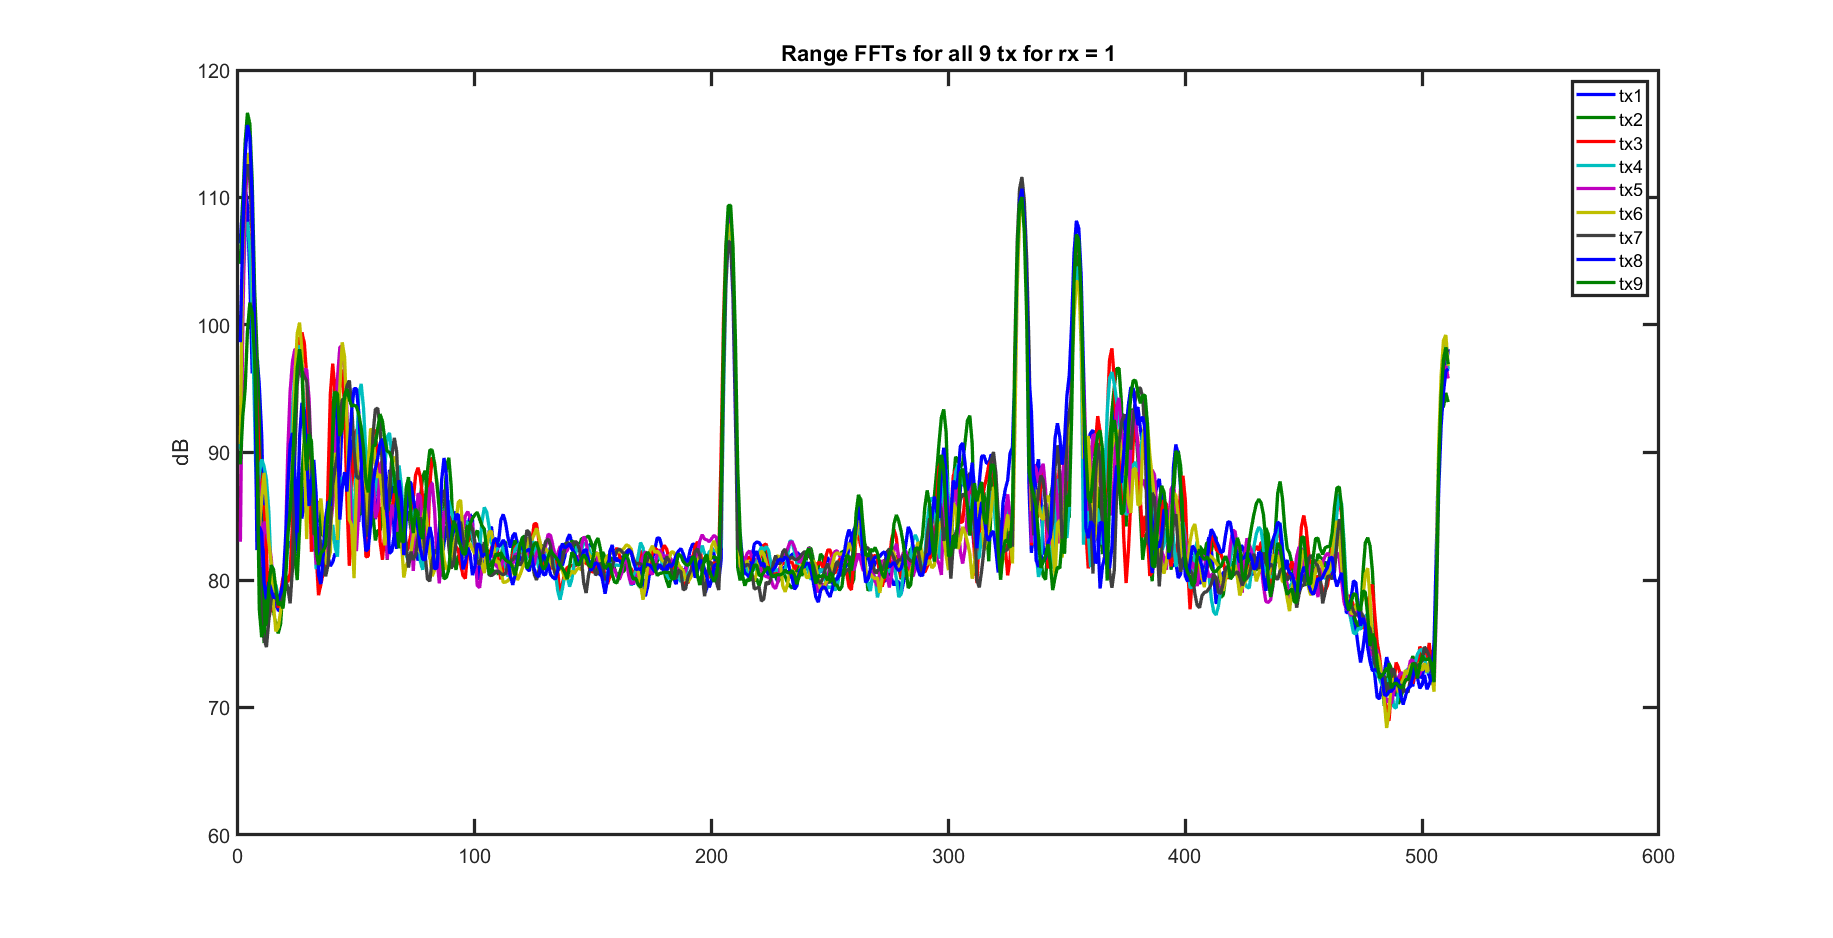 Range FFTs for all 9 tx for rx = 1
120
110
100
90
80
70
60
dB
0
100
200
300
400
500
600
tx1
tx2
tx3
tx4
tx5
tx6
tx7
tx8
tx9